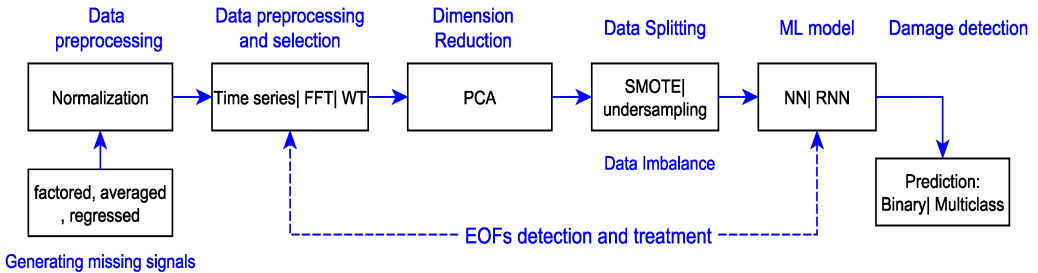 Data
preprocessing
Data preprocessing
and selection
Dimension
Reduction
Data Splitting
ML model
Damage detection
Normalization
Time series| FFT| WT
PCA
SMOTE|
undersampling
NN| RNN
Data Imbalance
factored, averaged
, regressed
Prediction:
Binary| Multiclass
EOFs detection and treatment
Generating missing signals